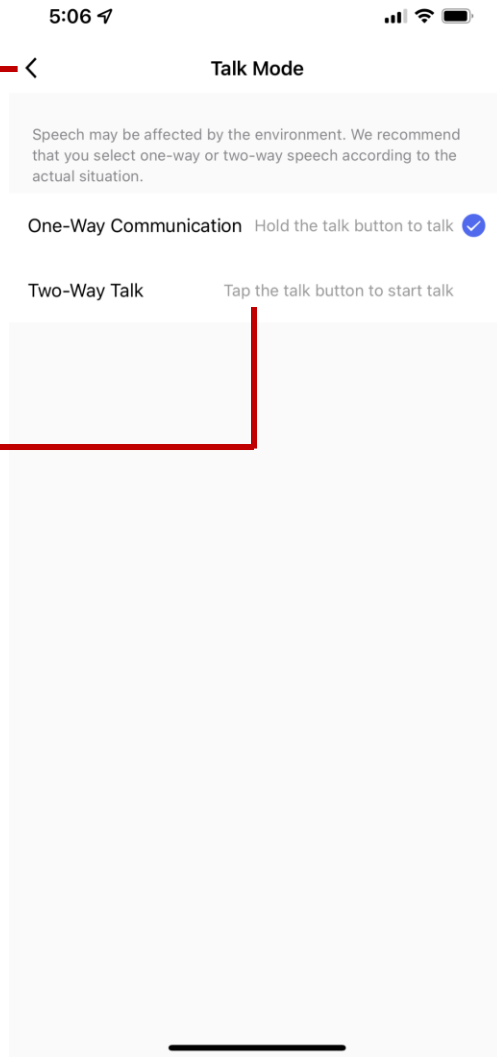 5:06
Talk Mode
Speech may be affected by the environment. We recommend
that you select one-way or two-way speech according to the
actual situation.
One-Way Communication Hold the talk button to talk
Two-Way Talk Tap the talk button to start talk